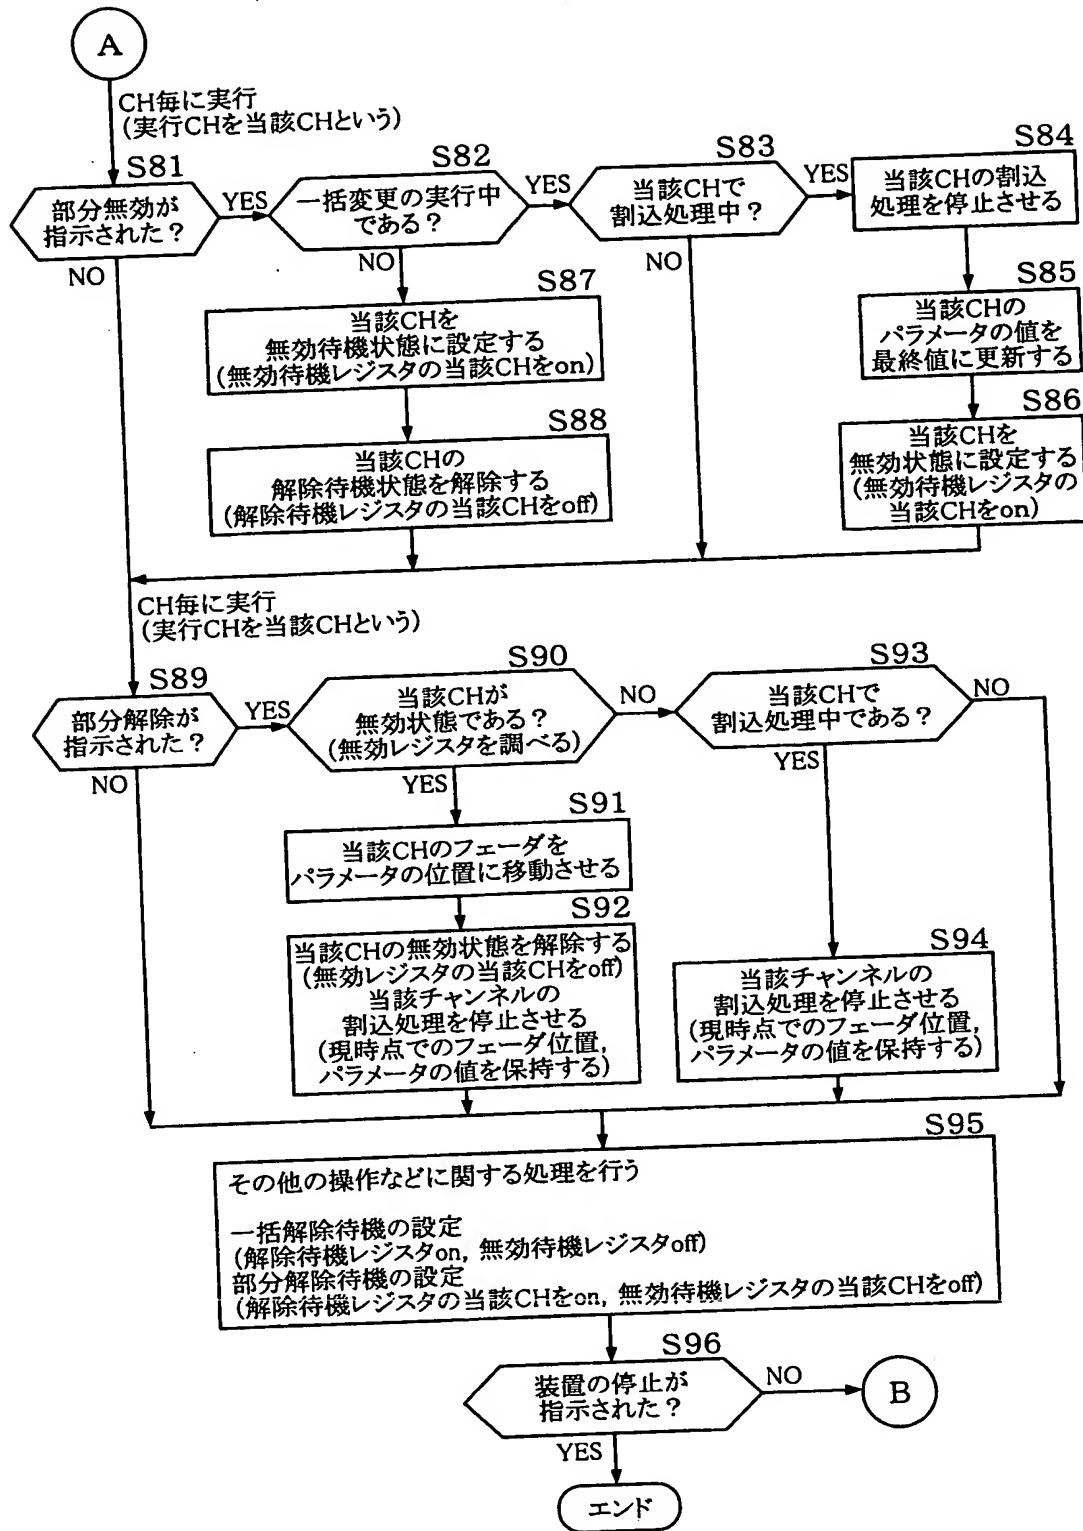 A
CH毎に実行
(実行CHを当該CHという)
S81
部分無効が
指示された?
YES
NO
S82
一括変更の実行中
である?
YES
NO
S83
当該CHで
割込処理中?
YES
NO
S84
当該CHの割込
処理を停止させる
S85
当該CHの
パラメータの値を
最終値に更新する
S86
当該CHを
無効状態に設定する
(無効待機レジスタの
当該CHをon)
S87
当該CHを
無効待機状態に設定する
(無効待機レジスタの当該CHをon)
S88
当該CHの
解除待機状態を解除する
(解除待機レジスタの当該CHをoff)
CH毎に実行
(実行CHを当該CHという)
S89
部分解除が
指示された?
YES
NO
S90
当該CHが
無効状態である?
(無効レジスタを調べる)
NO
YES
S93
当該CHで
割込処理中である?
NO
YES
S91
当該CHのフェーダを
パラメータの位置に移動させる
S92
当該CHの無効状態を解除する
(無効レジスタの当該CHをoff)
当該チャンネルの
割込処理を停止させる
(現時点でのフェーダ位置,
パラメータの値を保持する)
S94
当該チャンネルの
割込処理を停止させる
(現時点でのフェーダ位置,
パラメータの値を保持する)
S95
その他の操作などに関する処理を行う
一括解除待機の設定
(解除待機レジスタon, 無効待機レジスタoff)
部分解除待機の設定
(解除待機レジスタの当該CHをon, 無効待機レジスタの当該CHをoff)
S96
装置の停止が
指示された?
NO
B
YES
エンド